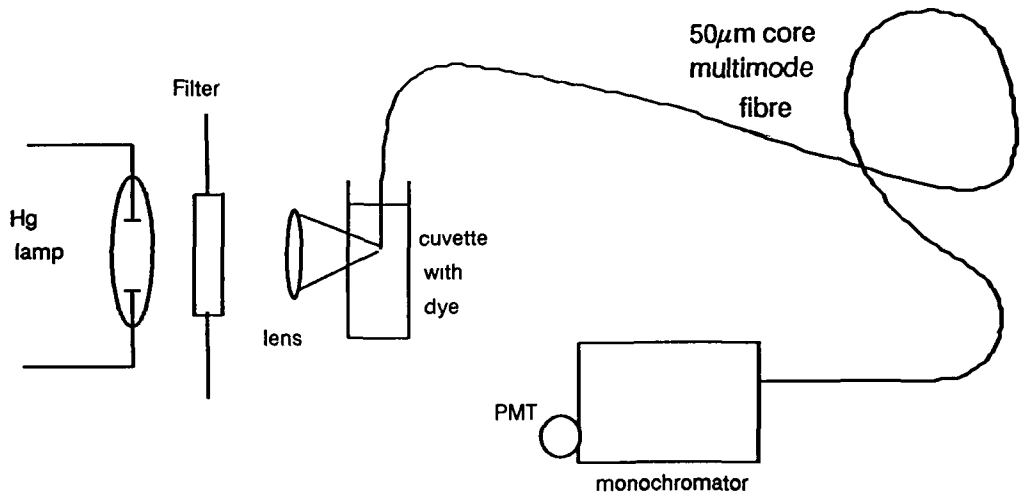 50μm core
multimode
fibre
Filter
Hg
lamp
cuvette
with
dye
lens
PMT
monochromator